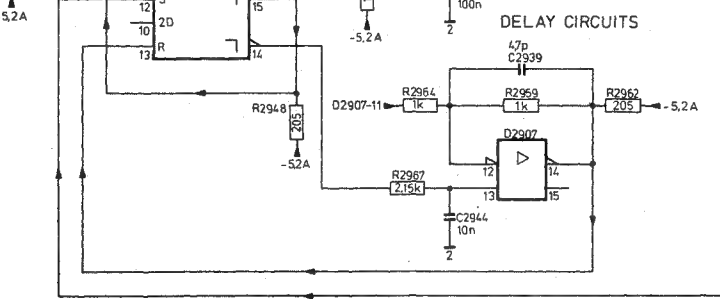 5,2A
12
15
100n
2D
10
-5,2A
2
DELAY CIRCUITS
R
13
14
4,7p
C2939
R2964
R2959
R2962
R2948
D2907-11
1k
1k
205
-5,2A
205
D2907
-5,2A
12
14
R2967
2,15k
13
15
C2944
10n
2